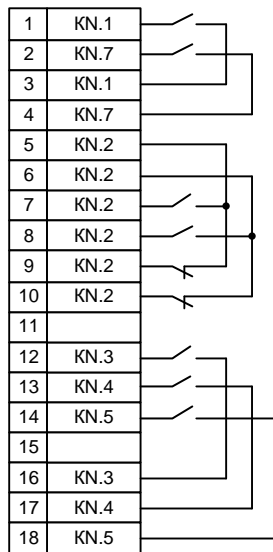 1 KN.1
2 KN.7
3 KN.1
4 KN.7
5 KN.2
6 KN.2
7 KN.2
8 KN.2
9 KN.2
10 KN.2
11
12 KN.3
13 KN.4
14 KN.5
15
16 KN.3
17 KN.4
18 KN.5